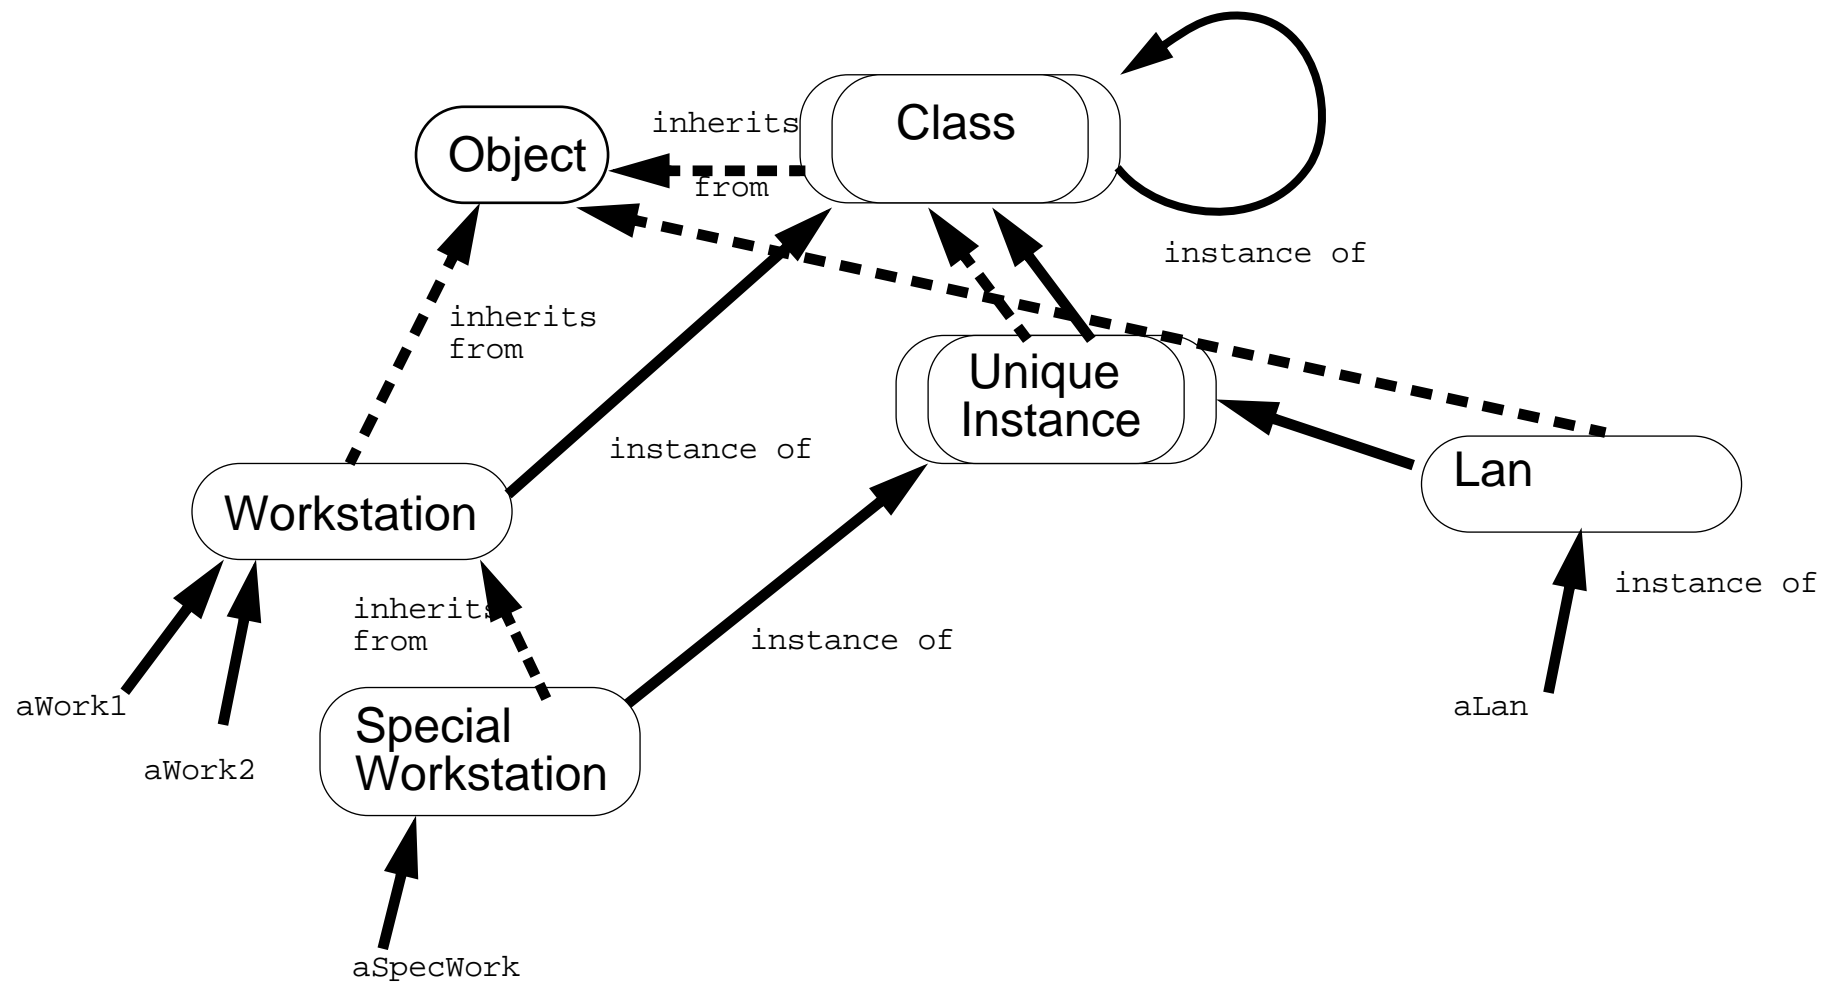 Class
inherits
Object
from
instance of
inherits
from
Unique
Instance
instance of
Lan
Workstation
instance of
inherits
from
instance of
aWork1
aLan
Special
Workstation
aWork2
aSpecWork